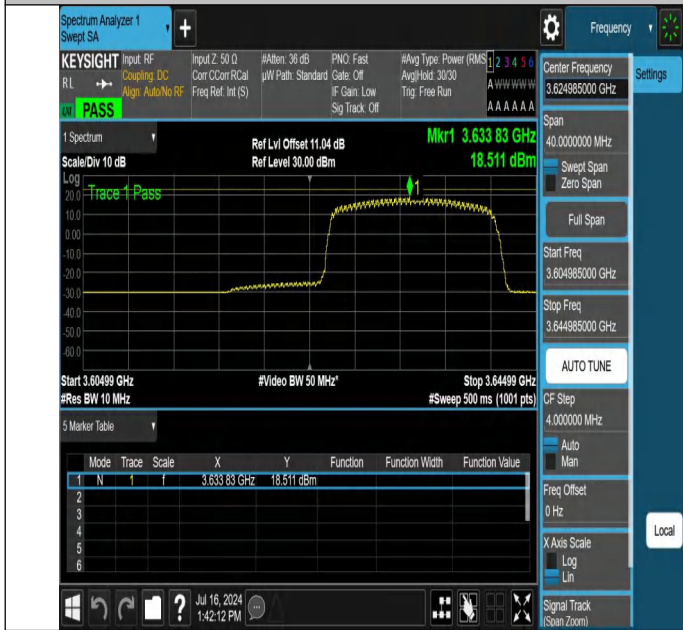 Spectrum Analyzer 1
Swept SA
+
Frequency
KEYSIGHT Input: RF
RL
Coupling: DC
Align: Auto/No RF
Input Z: 50 Ω
Corr CCorr RCal
Freq Ref: Int (S)
#Atten: 36 dB
µW Path: Standard
PNO: Fast
Gate: Off
IF Gain: Low
Sig Track: Off
#Avg Type: Power (RMS
Avg|Hold: 30/30
Trig: Free Run
1 2 3 4 5 6
A W W W W W
A A A A A A
PASS
1 Spectrum
Scale/Div 10 dB
Ref Lvl Offset 11.04 dB
Ref Level 30.00 dBm
Mkr1 3.633 83 GHz
18.511 dBm
Log
Trace 1 Pass
1
20.0
10.0
0.00
-10.0
-20.0
-30.0
-40.0
-50.0
-60.0
Start 3.60499 GHz
#Res BW 10 MHz
#Video BW 50 MHz*
Stop 3.64499 GHz
#Sweep 500 ms (1001 pts)
5 Marker Table
Mode Trace Scale X Y Function Function Width Function Value
1 N 1 f 3.633 83 GHz 18.511 dBm
2
3
4
5
6
Jul 16, 2024
1:42:12 PM
?
Center Frequency
3.624985000 GHz
Settings
Span
40.0000000 MHz
Swept Span
Zero Span
Full Span
Start Freq
3.604985000 GHz
Stop Freq
3.644985000 GHz
AUTO TUNE
CF Step
4.000000 MHz
Auto
Man
Freq Offset
0 Hz
X Axis Scale
Log
Lin
Local
Signal Track
(Span Zoom)